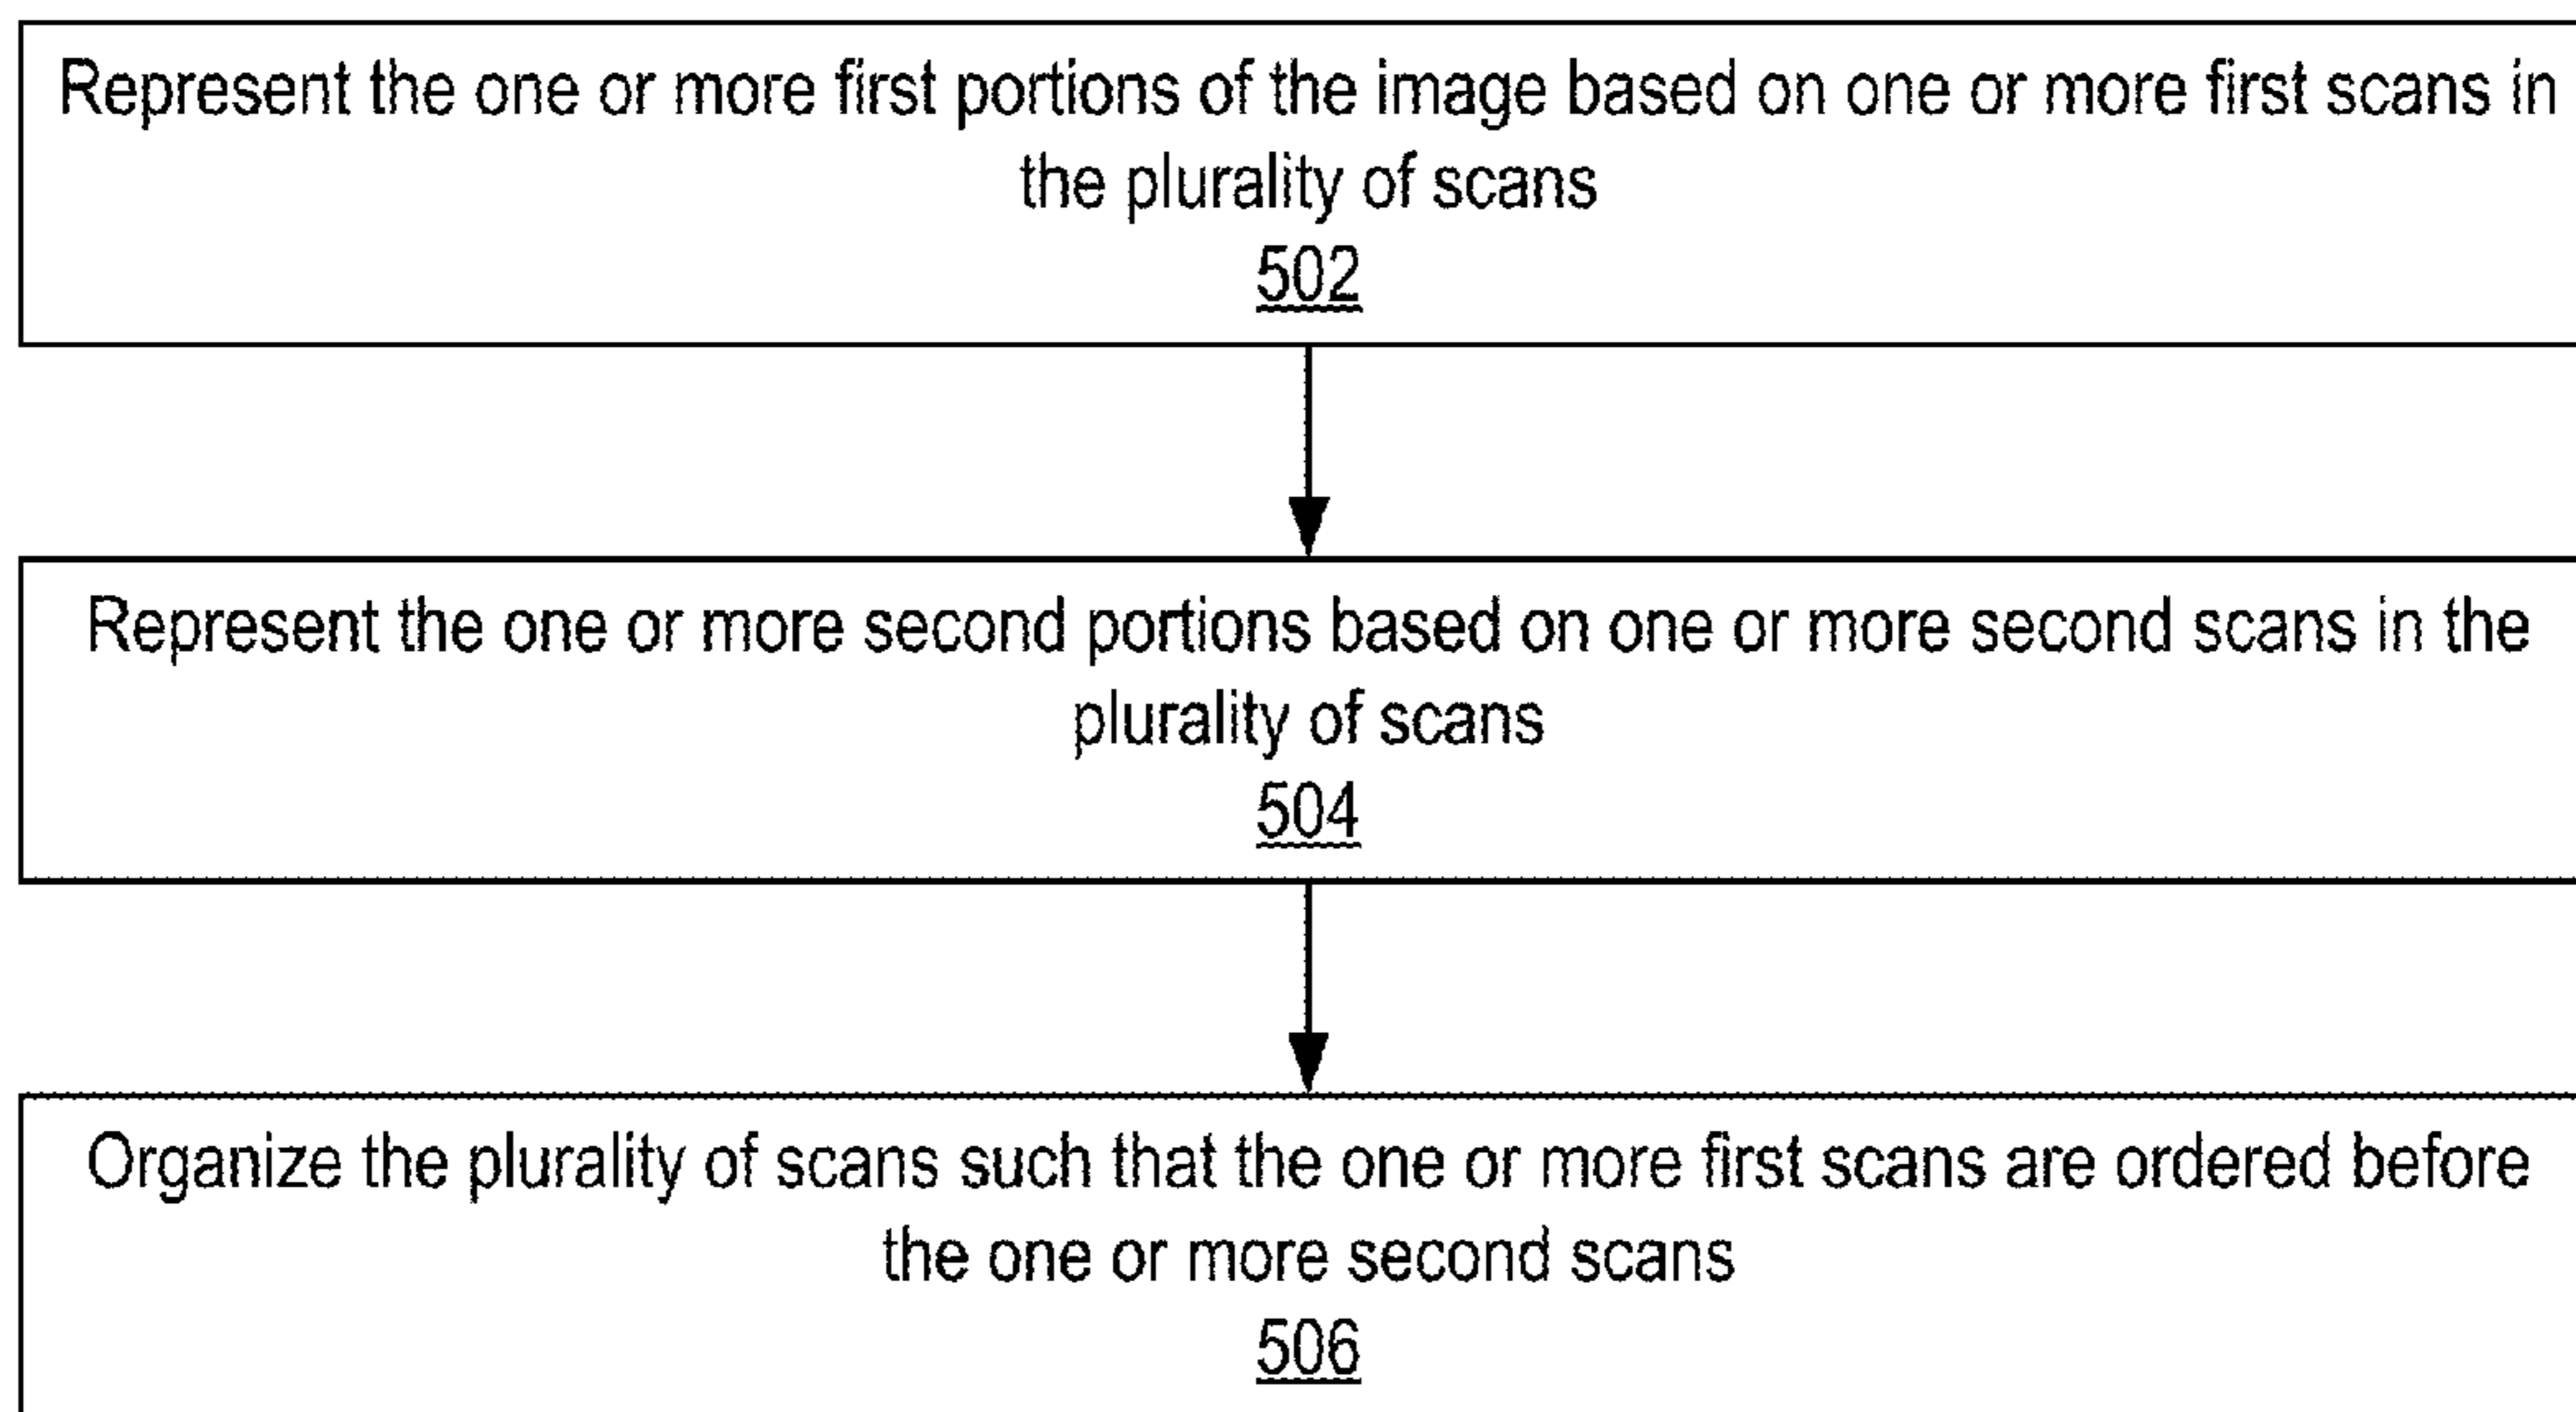 Represent the one or more first portions of the image based on one or more first scans in
the plurality of scans
502
Represent the one or more second portions based on one or more second scans in the
plurality of scans
504
Organize the plurality of scans such that the one or more first scans are ordered before
the one or more second scans
506